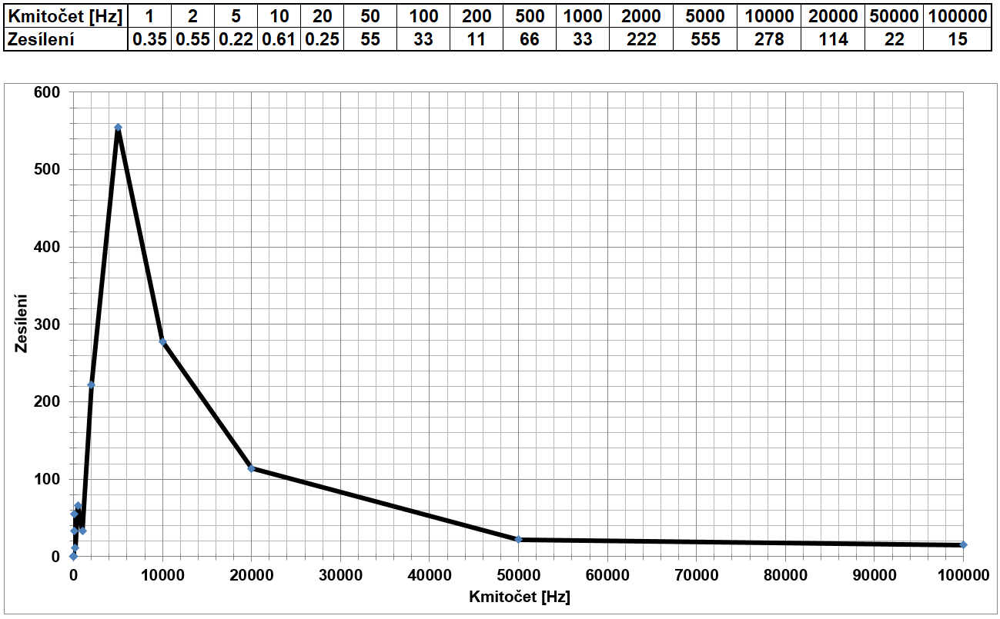 Kmitočet [Hz] 1 2 5 10 20 50 100 200 500 1000 2000 5000 10000 20000 50000 100000
Zesílení 0.35 0.55 0.22 0.61 0.25 55 33 11 66 33 222 555 278 114 22 15
600
500
400
300
200
100
0
Zesílení
0 10000 20000 30000 40000 50000 60000 70000 80000 90000 100000
Kmitočet [Hz]